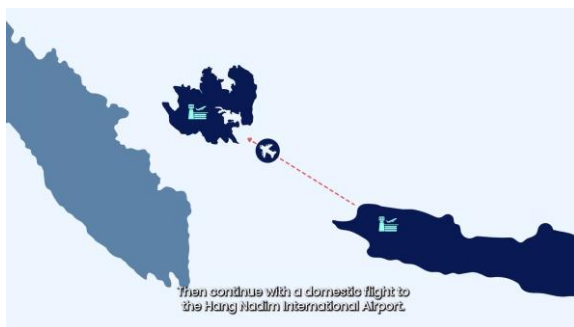 Then continue with a domestic flight to
the Hang Nadim International Airport.